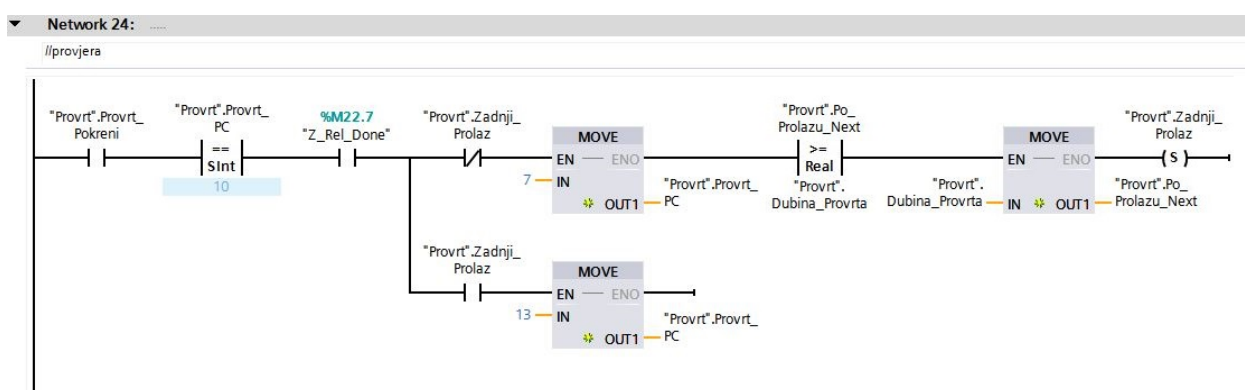 Network 24: .....
//provjera
"Provrt".Provrt_
Pokreni
"Provrt".Provrt_
PC
==
SInt
10
%M22.7
"Z_Rel_Done"
"Provrt".Zadnji_
Prolaz
MOVE
EN ENO
7 IN
OUT1
"Provrt".Provrt_
PC
"Provrt".Po_
Prolazu_Next
>=
Real
"Provrt".
Dubina_Provrta
MOVE
EN ENO
"Provrt".
Dubina_Provrta
IN OUT1
"Provrt".Po_
Prolazu_Next
"Provrt".Zadnji_
Prolaz
S
"Provrt".Zadnji_
Prolaz
MOVE
EN ENO
13 IN
OUT1
"Provrt".Provrt_
PC